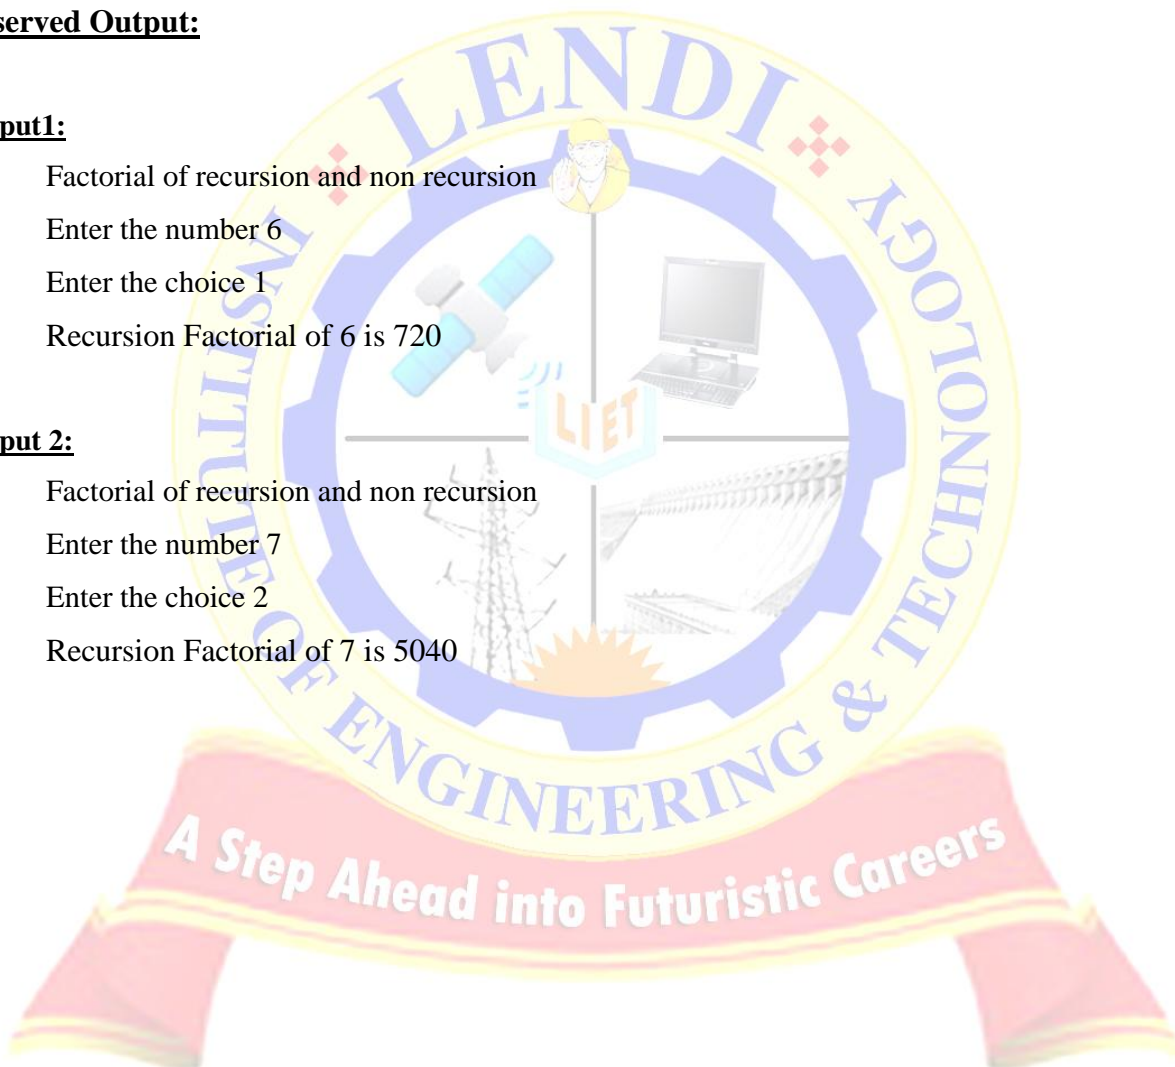 served Output:
put1:
Factorial of recursion and non recursion
Enter the number 6
Enter the choice 1
Recursion Factorial of 6 is 720
put 2:
Factorial of recursion and non recursion
Enter the number 7
Enter the choice 2
Recursion Factorial of 7 is 5040
LENDI INSTITUTE OF ENGINEERING & TECHNOLOGY
LIET
A Step Ahead into Futuristic Careers